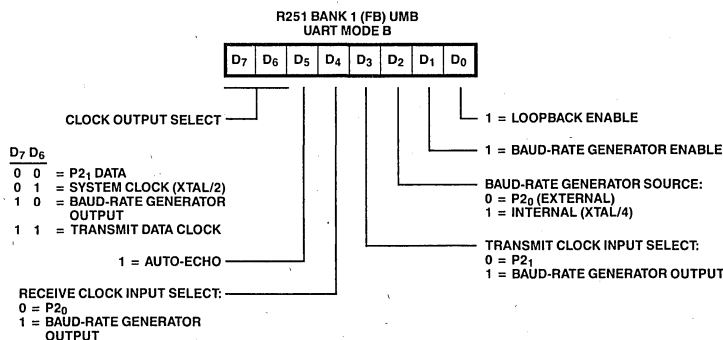 R251 BANK 1 (FB) UMB
UART MODE B
D7 D6 D5 D4 D3 D2 D1 D0
CLOCK OUTPUT SELECT
D7 D6
0 0 = P21 DATA
0 1 = SYSTEM CLOCK (XTAL/2)
1 0 = BAUD-RATE GENERATOR
OUTPUT
1 1 = TRANSMIT DATA CLOCK
1 = AUTO-ECHO
RECEIVE CLOCK INPUT SELECT:
0 = P20
1 = BAUD-RATE GENERATOR
OUTPUT
1 = LOOPBACK ENABLE
1 = BAUD-RATE GENERATOR ENABLE
BAUD-RATE GENERATOR SOURCE:
0 = P20 (EXTERNAL)
1 = INTERNAL (XTAL/4)
TRANSMIT CLOCK INPUT SELECT:
0 = P21
1 = BAUD-RATE GENERATOR OUTPUT